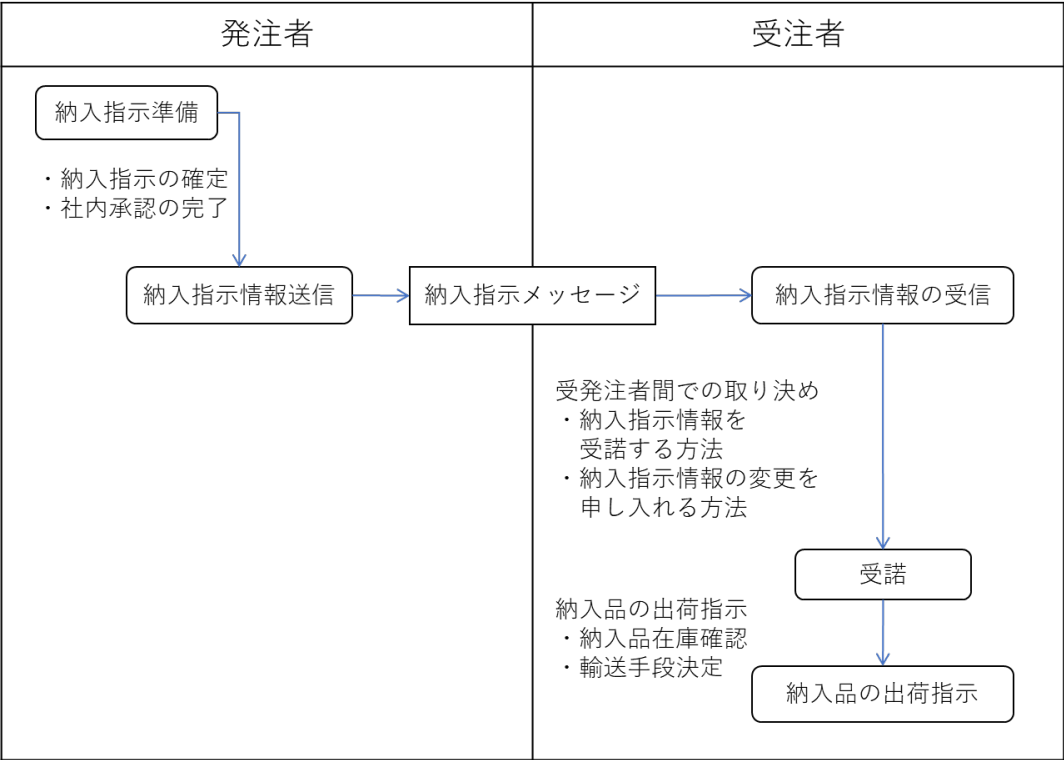 発注者
受注者
納入指示準備
・納入指示の確定
・社内承認の完了
納入指示情報送信
納入指示メッセージ
納入指示情報の受信
受発注者間での取り決め
・納入指示情報を
受諾する方法
・納入指示情報の変更を
申し入れる方法
受諾
納入品の出荷指示
・納入品在庫確認
・輸送手段決定
納入品の出荷指示